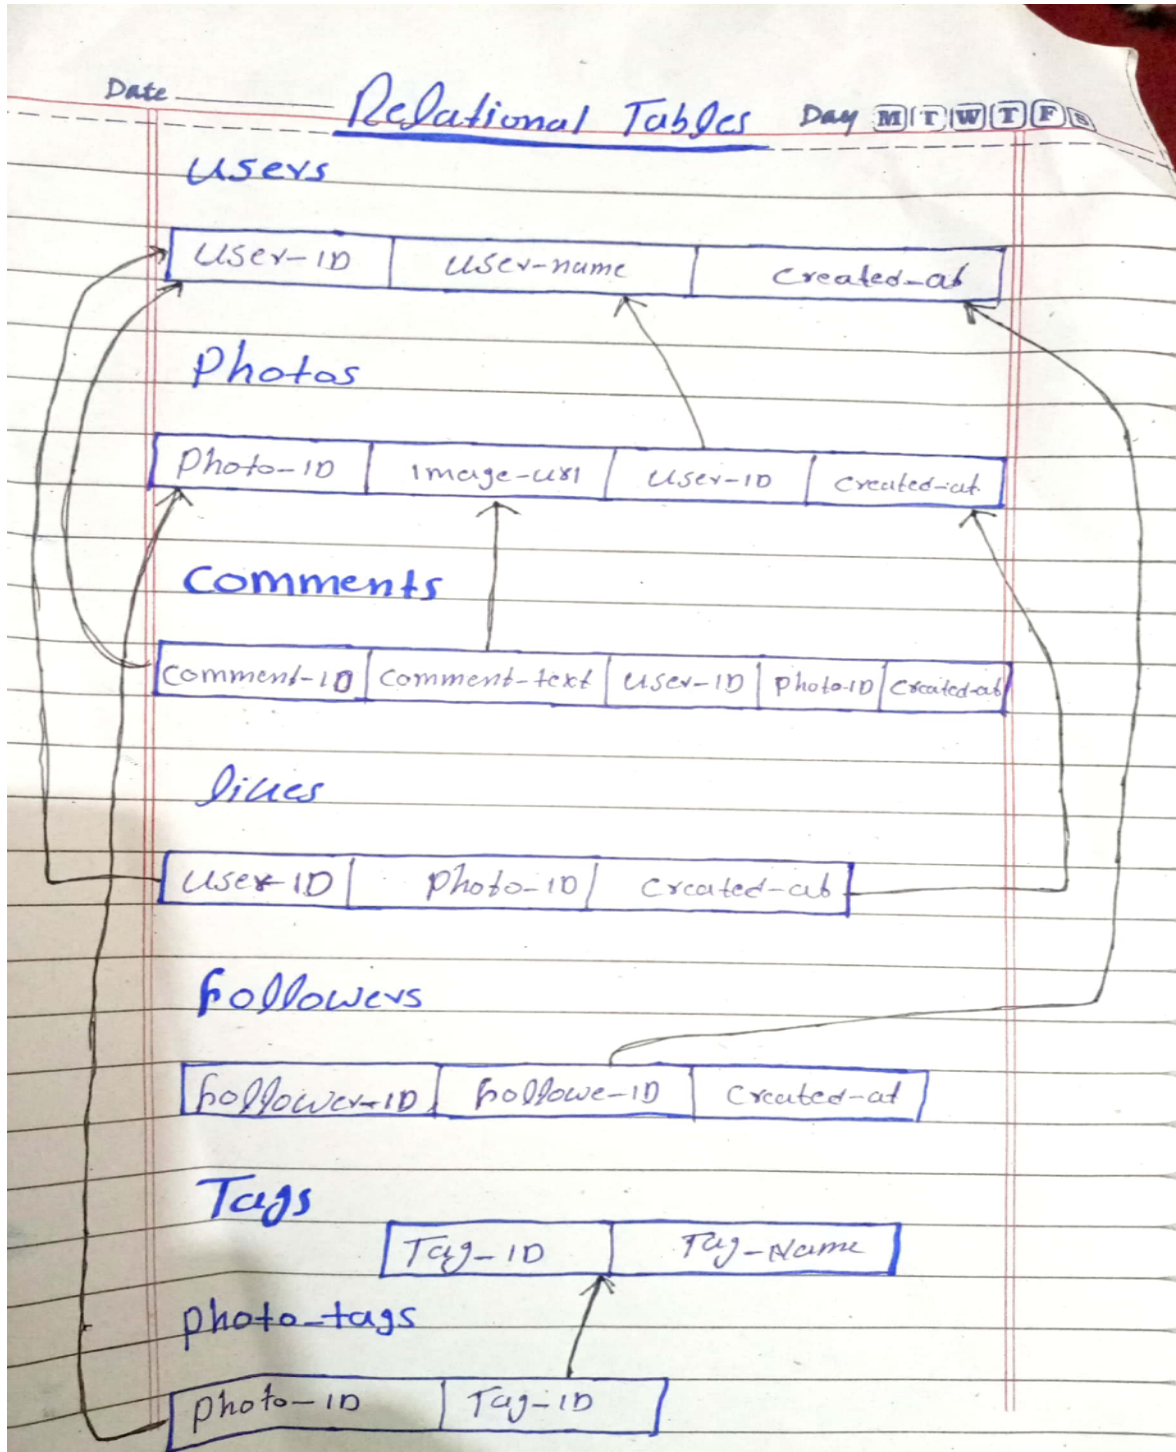 Date
Relational Tables
Day M T W T F S
Users
User-ID User-name Created-at
Photos
Photo-ID Image-url User-ID Created-at
Comments
Comment-ID Comment-text User-ID Photo-ID Created-at
likes
User-ID Photo-ID Created-at
Followers
Follower-ID Followe-ID Created-at
Tags
Tag-ID Tag-Name
photo-tags
Photo-ID Tag-ID